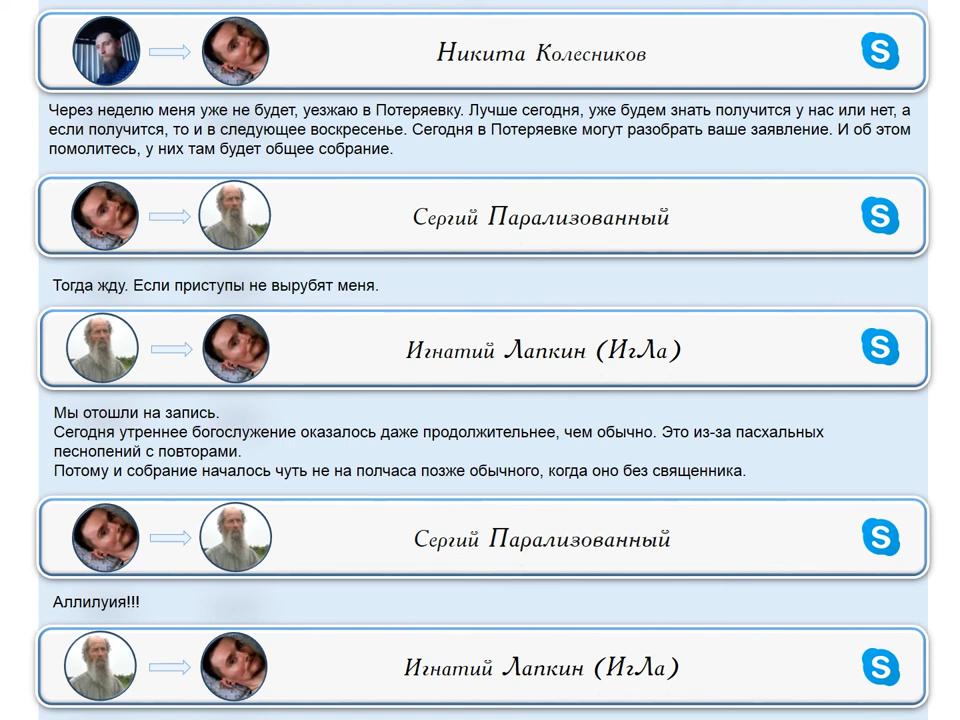 Никита Колесников
S
Через неделю меня уже не будет, уезжаю в Потеряевку. Лучше сегодня, уже будем знать получится у нас или нет, а
если получится, то и в следующее воскресенье. Сегодня в Потеряевке могут разобрать ваше заявление. И об этом
помолитесь, у них там будет общее собрание.
Сергий Парализованный
S
Тогда жду. Если приступы не вырубят меня.
Игнатий Лапкин (ИгЛа)
S
Мы отошли на запись.
Сегодня утреннее богослужение оказалось даже продолжительнее, чем обычно. Это из-за пасхальных
песнопений с повторами.
Потому и собрание началось чуть не на полчаса позже обычного, когда оно без священника.
Сергий Парализованный
S
Аллилуия!!!
Игнатий Лапкин (ИгЛа)
S